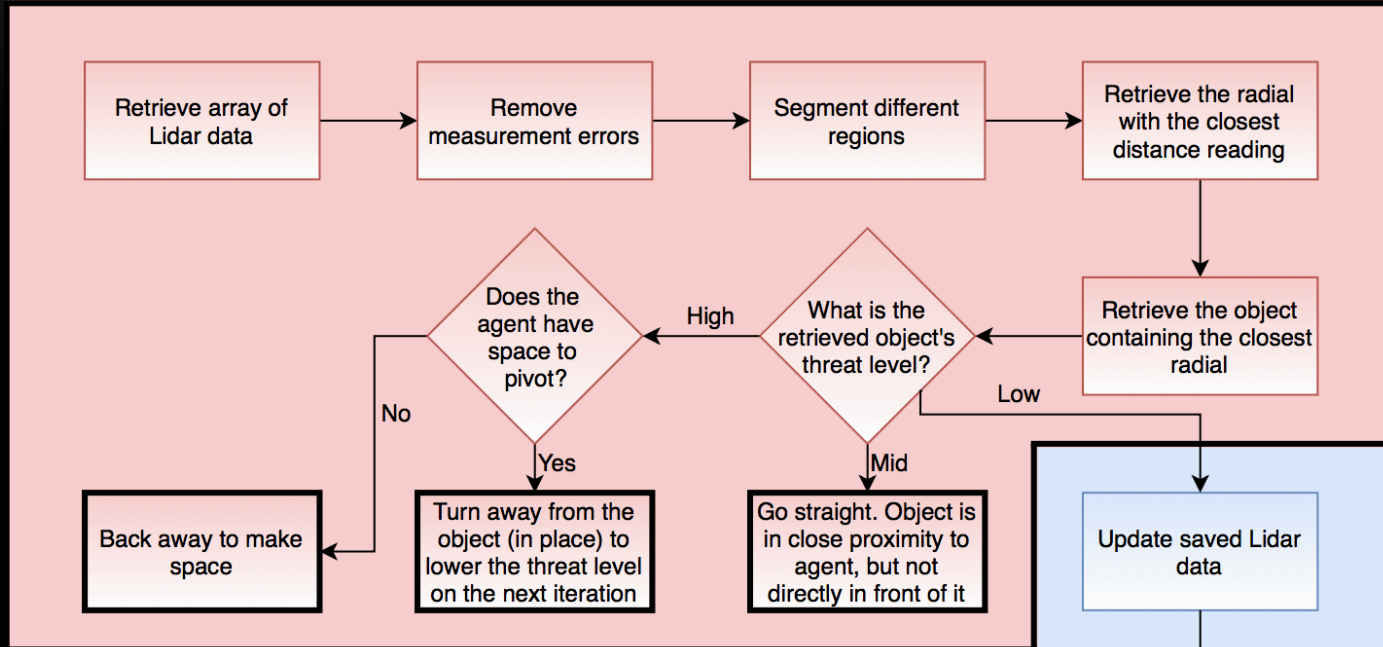 Retrieve array of
Lidar data
Remove
measurement errors
Segment different
regions
Retrieve the radial
with the closest
distance reading
Does the
agent have
space to
pivot?
High
What is the
retrieved object's
threat level?
Retrieve the object
containing the closest
radial
Low
No
Yes
Mid
Back away to make
space
Turn away from the
object (in place) to
lower the threat level
on the next iteration
Go straight. Object is
in close proximity to
agent, but not
directly in front of it
Update saved Lidar
data